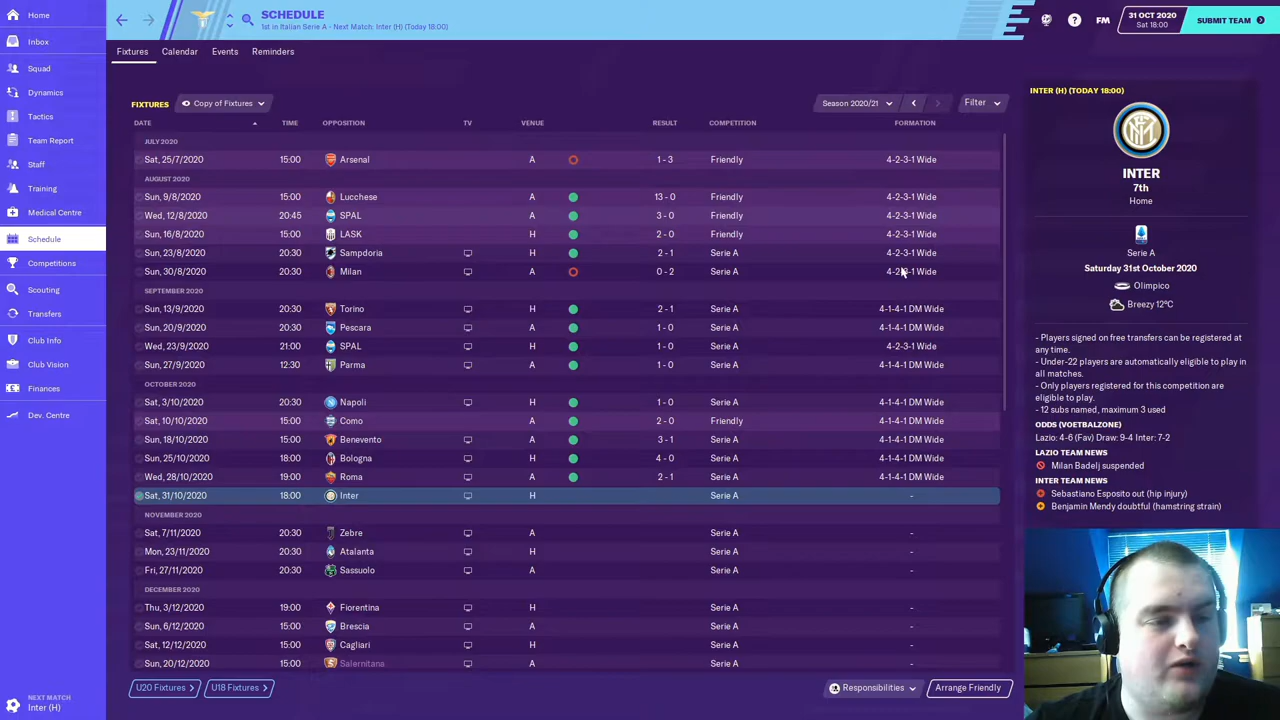 Home
SCHEDULE
1st in Italian Serie A - Next Match: Inter (H) (Today 18:00)
FM
31 OCT 2020
Sat 18:00
SUBMIT TEAM
Inbox
Squad
Dynamics
Tactics
Team Report
Staff
Training
Medical Centre
Schedule
Competitions
Scouting
Transfers
Club Info
Club Vision
Finances
Dev. Centre
NEXT MATCH
Inter (H)
Fixtures Calendar Events Reminders
FIXTURES Copy of Fixtures Season 2020/21 Filter
DATE TIME OPPOSITION TV VENUE RESULT COMPETITION FORMATION
JULY 2020
Sat, 25/7/2020 15:00 Arsenal A 1 - 3 Friendly 4-2-3-1 Wide
AUGUST 2020
Sun, 9/8/2020 15:00 Lucchese A 13 - 0 Friendly 4-2-3-1 Wide
Wed, 12/8/2020 20:45 SPAL A 3 - 0 Friendly 4-2-3-1 Wide
Sun, 16/8/2020 15:00 LASK H 2 - 0 Friendly 4-2-3-1 Wide
Sun, 23/8/2020 20:30 Sampdoria H 2 - 1 Serie A 4-2-3-1 Wide
Sun, 30/8/2020 20:30 Milan A 0 - 2 Serie A 4-2-3-1 Wide
SEPTEMBER 2020
Sun, 13/9/2020 20:30 Torino H 2 - 1 Serie A 4-1-4-1 DM Wide
Sun, 20/9/2020 20:30 Pescara A 1 - 0 Serie A 4-1-4-1 DM Wide
Wed, 23/9/2020 21:00 SPAL H 1 - 0 Serie A 4-2-3-1 Wide
Sun, 27/9/2020 12:30 Parma A 1 - 0 Serie A 4-1-4-1 DM Wide
OCTOBER 2020
Sat, 3/10/2020 20:30 Napoli H 1 - 0 Serie A 4-1-4-1 DM Wide
Sat, 10/10/2020 15:00 Como A 2 - 0 Friendly 4-1-4-1 DM Wide
Sun, 18/10/2020 15:00 Benevento A 3 - 1 Serie A 4-1-4-1 DM Wide
Sun, 25/10/2020 18:00 Bologna H 4 - 0 Serie A 4-1-4-1 DM Wide
Wed, 28/10/2020 19:00 Roma A 2 - 1 Serie A 4-1-4-1 DM Wide
Sat, 31/10/2020 18:00 Inter H Serie A -
NOVEMBER 2020
Sat, 7/11/2020 20:30 Zebre A Serie A -
Mon, 23/11/2020 20:30 Atalanta H Serie A -
Fri, 27/11/2020 20:30 Sassuolo A Serie A -
DECEMBER 2020
Thu, 3/12/2020 19:00 Fiorentina H Serie A -
Sun, 6/12/2020 15:00 Brescia A Serie A -
Sat, 12/12/2020 15:00 Cagliari H Serie A -
Sun, 20/12/2020 15:00 Salernitana A Serie A
U20 Fixtures U18 Fixtures Responsibilities Arrange Friendly
INTER (H) (TODAY 18:00)
INTER
7th
Home
Serie A
Saturday 31st October 2020
Olimpico
Breezy 12°C
- Players signed on free transfers can be registered at
any time.
- Under-22 players are automatically eligible to play in
all matches.
- Only players registered for this competition are
eligible to play.
- 12 subs named, maximum 3 used
ODDS (VOETBALZONE)
Lazio: 4-6 (Fav) Draw: 9-4 Inter: 7-2
LAZIO TEAM NEWS
Milan Badelj suspended
INTER TEAM NEWS
Sebastiano Esposito out (hip injury)
Benjamin Mendy doubtful (hamstring strain)